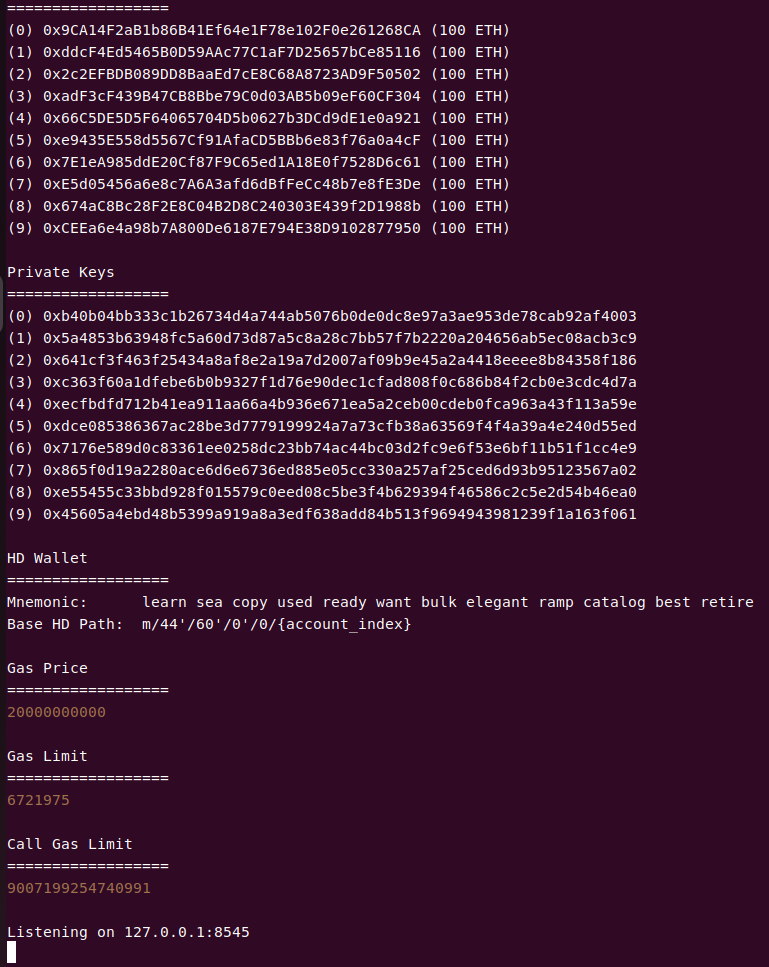 ==================
(0) 0x9CA14F2aB1b86B41Ef64e1F78e102F0e261268CA (100 ETH)
(1) 0xddcF4Ed5465B0D59AAc77C1aF7D25657bCe85116 (100 ETH)
(2) 0x2c2EFBDB089DD8BaaEd7cE8C68A8723AD9F50502 (100 ETH)
(3) 0xadF3cF439B47CB8Bbe79C0d03AB5b09eF60CF304 (100 ETH)
(4) 0x66C5DE5D5F64065704D5b0627b3DCd9dE1e0a921 (100 ETH)
(5) 0xe9435E558d5567Cf91AfaCD5BBb6e83f76a0a4cF (100 ETH)
(6) 0x7E1eA985ddE20Cf87F9C65ed1A18E0f7528D6c61 (100 ETH)
(7) 0xE5d05456a6e8c7A6A3afd6dBfFeCc48b7e8fE3De (100 ETH)
(8) 0x674aC8Bc28F2E8C04B2D8C240303E439f2D1988b (100 ETH)
(9) 0xCEEa6e4a98b7A800De6187E794E38D9102877950 (100 ETH)
Private Keys
==================
(0) 0xb40b04bb333c1b26734d4a744ab5076b0de0dc8e97a3ae953de78cab92af4003
(1) 0x5a4853b63948fc5a60d73d87a5c8a28c7bb57f7b2220a204656ab5ec08acb3c9
(2) 0x641cf3f463f25434a8af8e2a19a7d2007af09b9e45a2a4418eeee8b84358f186
(3) 0xc363f60a1dfebe6b0b9327f1d76e90dec1cfad808f0c686b84f2cb0e3cdc4d7a
(4) 0xecfbdfd712b41ea911aa66a4b936e671ea5a2ceb00cdeb0fca963a43f113a59e
(5) 0xdce085386367ac28be3d7779199924a7a73cfb38a63569f4f4a39a4e240d55ed
(6) 0x7176e589d0c83361ee0258dc23bb74ac44bc03d2fc9e6f53e6bf11b51f1cc4e9
(7) 0x865f0d19a2280ace6d6e6736ed885e05cc330a257af25ced6d93b95123567a02
(8) 0xe55455c33bbd928f015579c0eed08c5be3f4b629394f46586c2c5e2d54b46ea0
(9) 0x45605a4ebd48b5399a919a8a3edf638add84b513f9694943981239f1a163f061
HD Wallet
==================
Mnemonic:      learn sea copy used ready want bulk elegant ramp catalog best retire
Base HD Path:  m/44'/60'/0'/0/{account_index}
Gas Price
==================
20000000000
Gas Limit
==================
6721975
Call Gas Limit
==================
9007199254740991
Listening on 127.0.0.1:8545